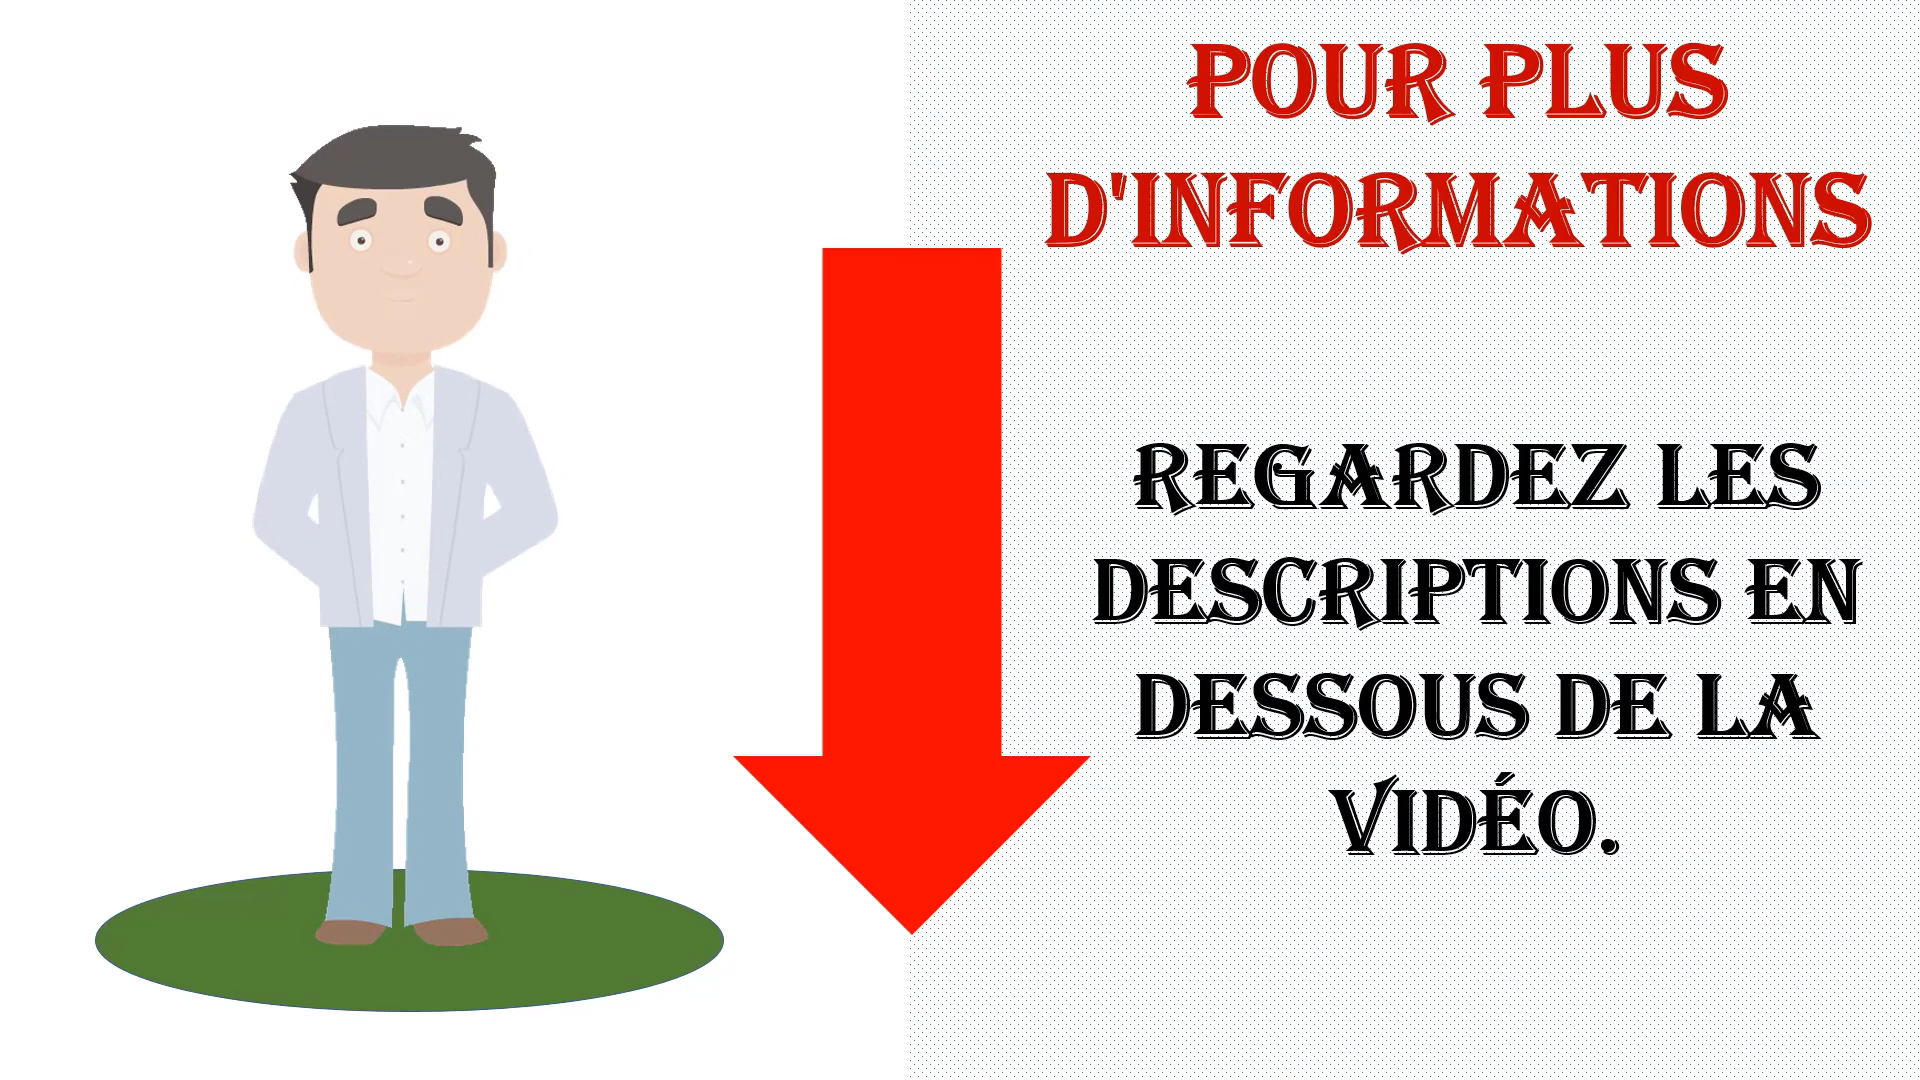 POUR PLUS
D'INFORMATIONS
REGARDEZ LES
DESCRIPTIONS EN
DESSOUS DE LA
VIDÉO.